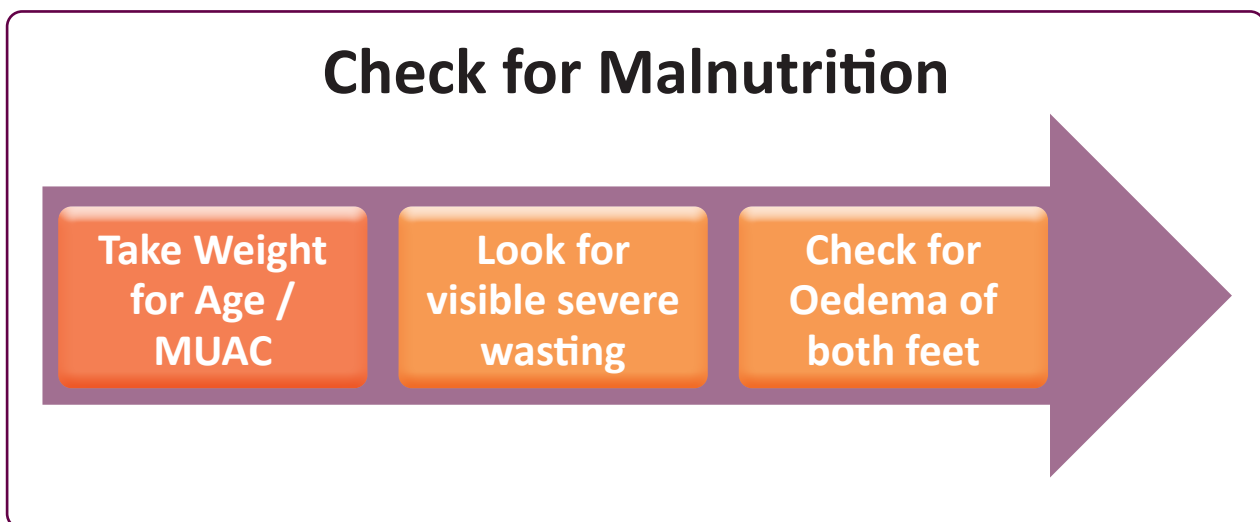 Check for Malnutrition
Take Weight
for Age /
MUAC
Look for
visible severe
wasting
Check for
Oedema of
both feet